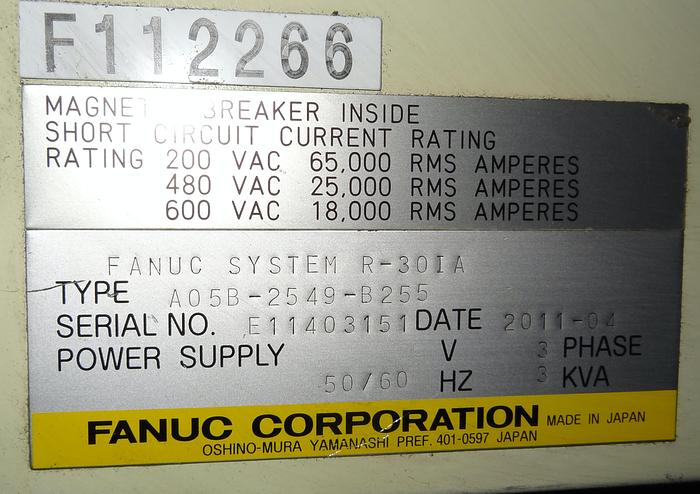 F112266
MAGNET BREAKER INSIDE
SHORT CIRCUIT CURRENT RATING
RATING 200 VAC 65,000 RMS AMPERES
480 VAC 25,000 RMS AMPERES
600 VAC 18,000 RMS AMPERES
FANUC SYSTEM R-30IA
TYPE A05B-2549-B255
SERIAL NO. E11403151 DATE 2011-04
POWER SUPPLY V 3 PHASE
50/60 HZ 3 KVA
FANUC CORPORATION MADE IN JAPAN
OSHINO-MURA YAMANASHI PREF. 401-0597 JAPAN